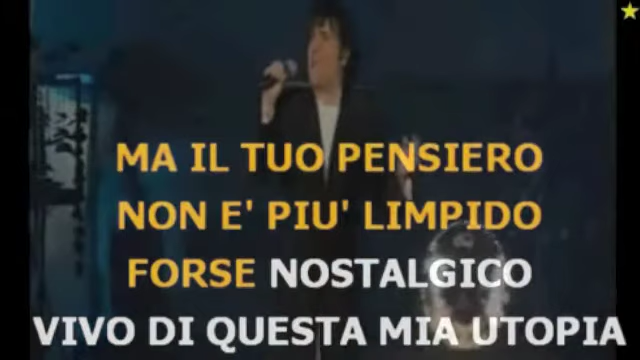 MA IL TUO PENSIERO
NON E' PIU' LIMPIDO
FORSE NOSTALGICO
VIVO DI QUESTA MIA UTOPIA